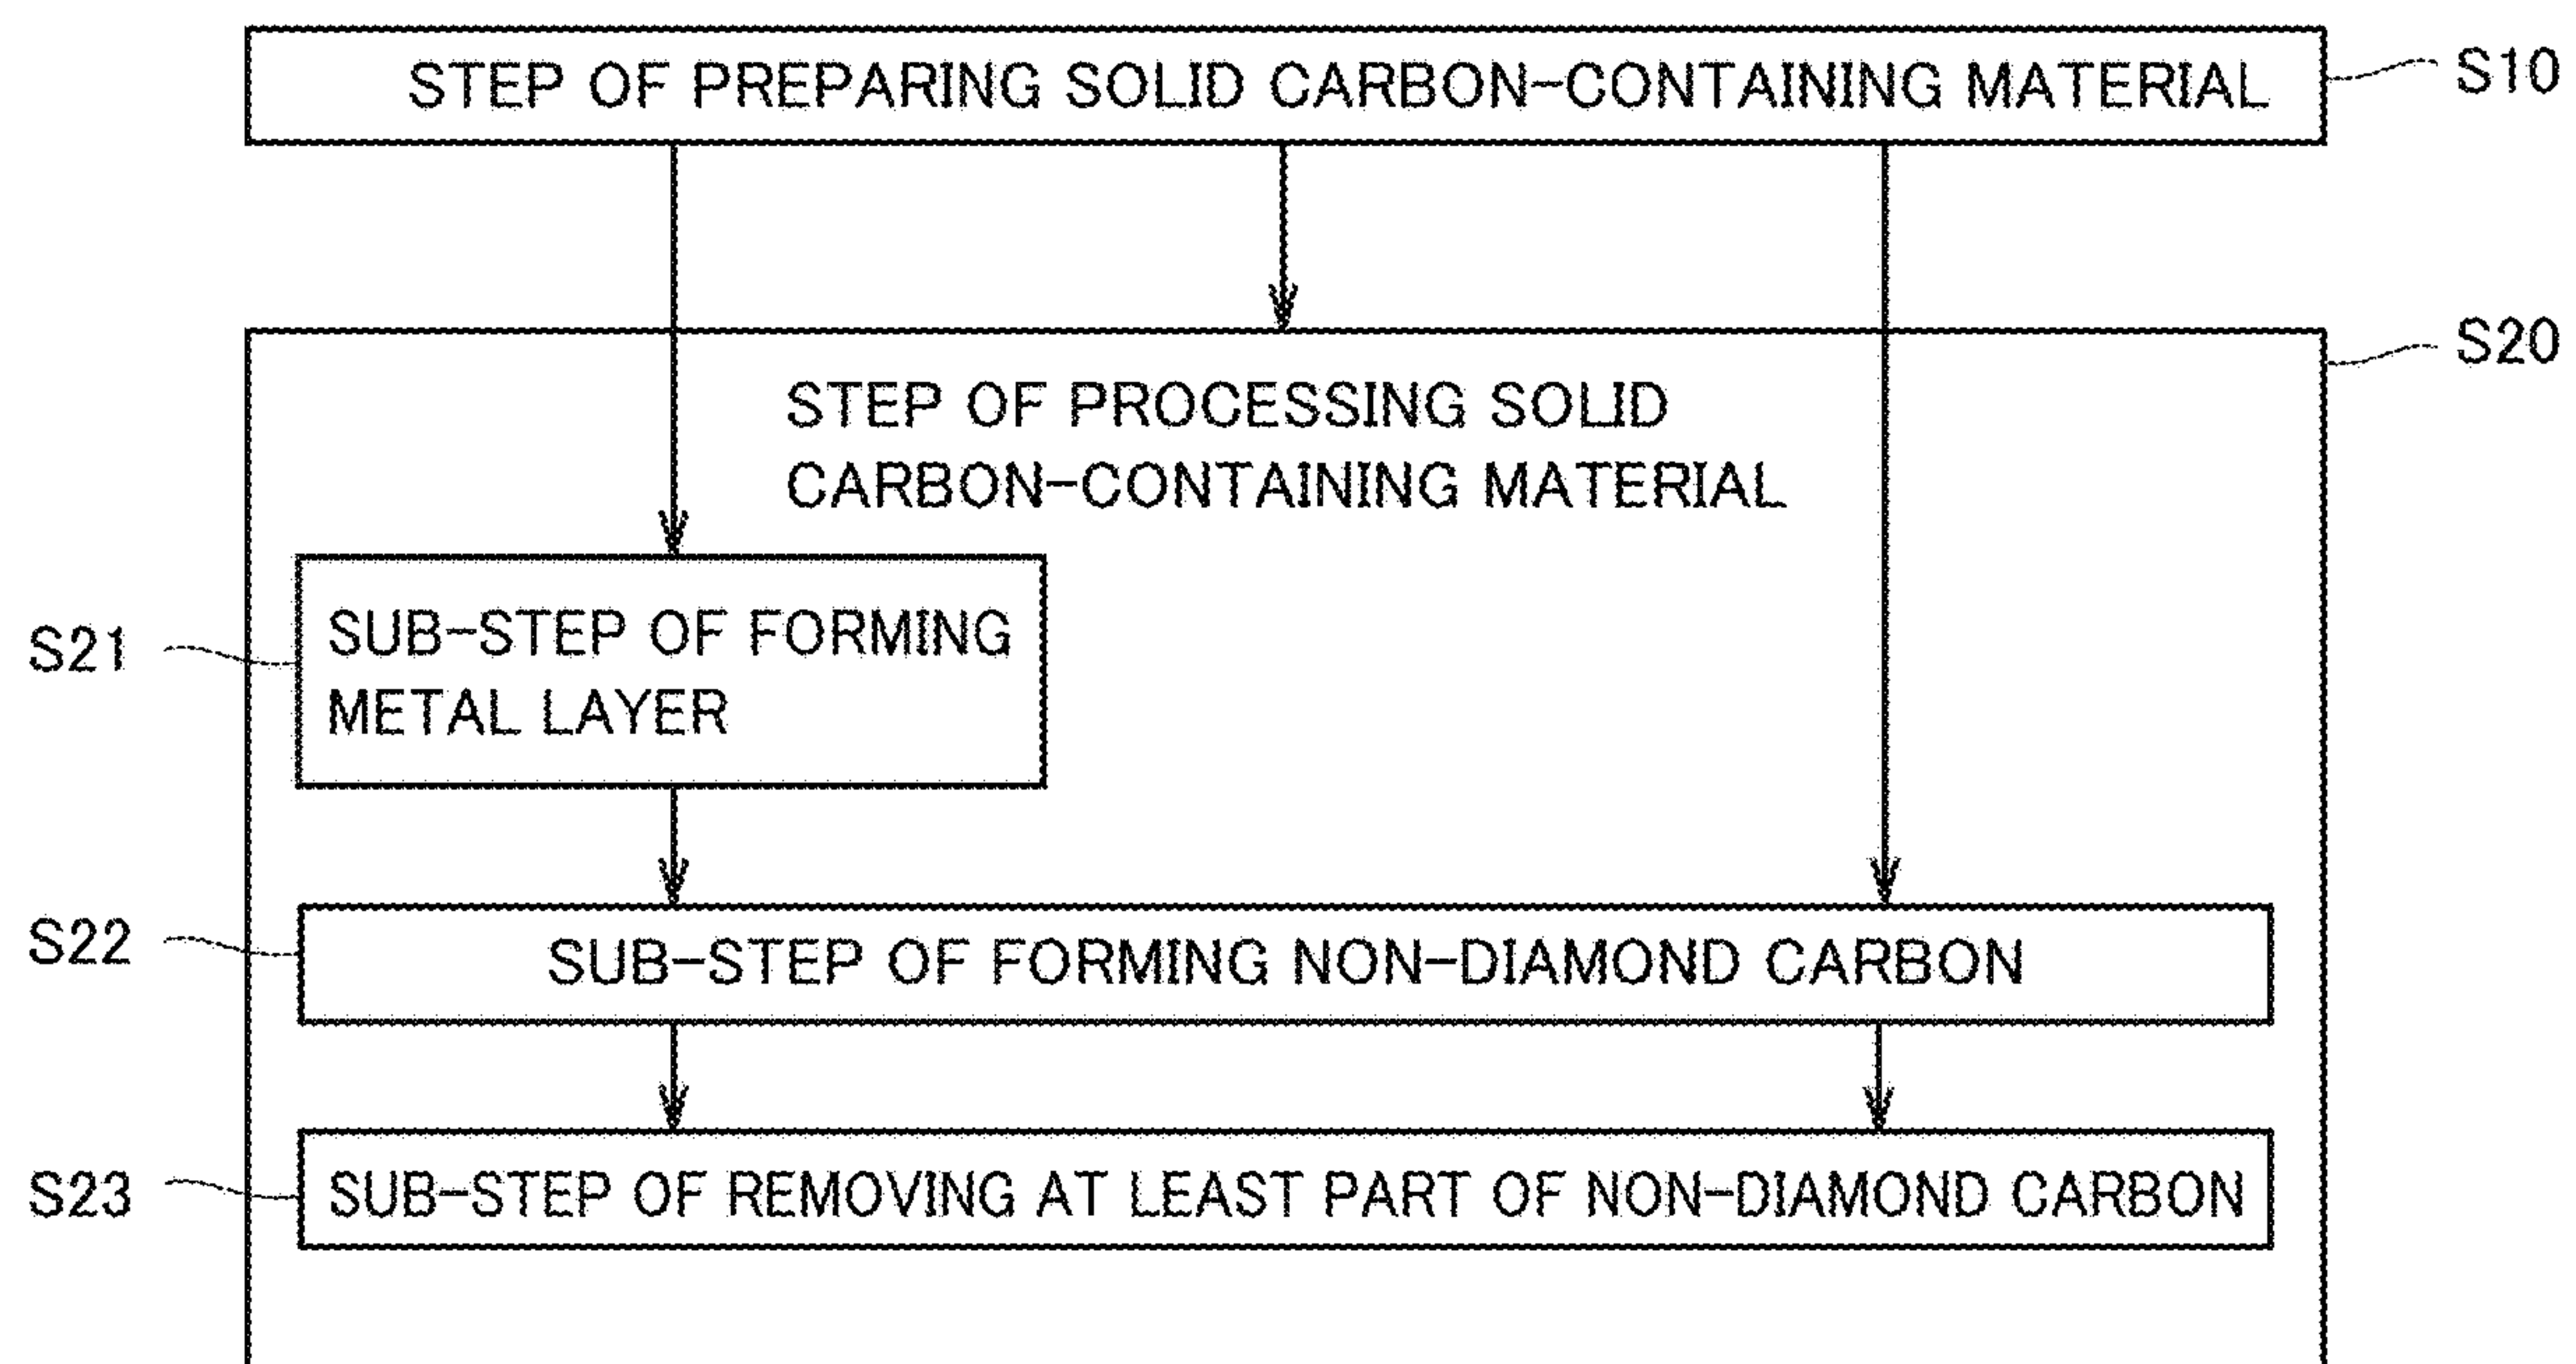 STEP OF PREPARING SOLID CARBON-CONTAINING MATERIAL
S10
S20
STEP OF PROCESSING SOLID
CARBON-CONTAINING MATERIAL
S21
SUB-STEP OF FORMING
METAL LAYER
S22
SUB-STEP OF FORMING NON-DIAMOND CARBON
S23
SUB-STEP OF REMOVING AT LEAST PART OF NON-DIAMOND CARBON